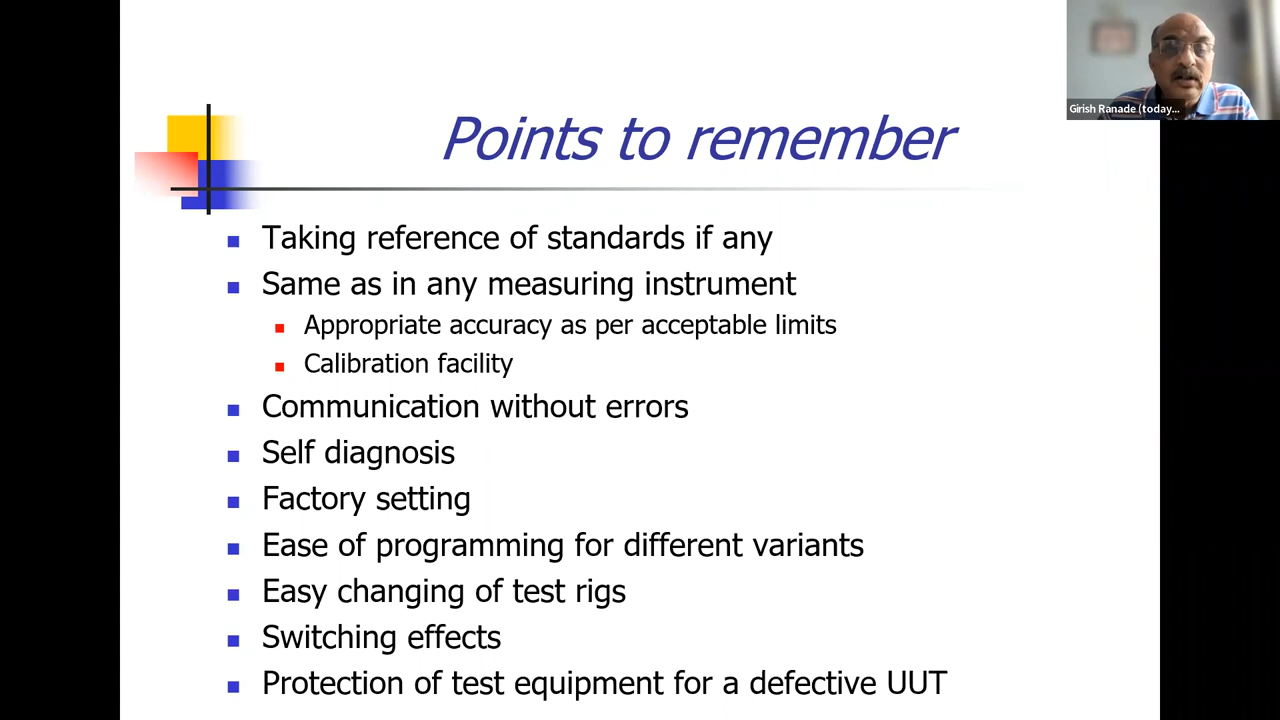 Girish Ranade (today...
Points to remember
Taking reference of standards if any
Same as in any measuring instrument
Appropriate accuracy as per acceptable limits
Calibration facility
Communication without errors
Self diagnosis
Factory setting
Ease of programming for different variants
Easy changing of test rigs
Switching effects
Protection of test equipment for a defective UUT